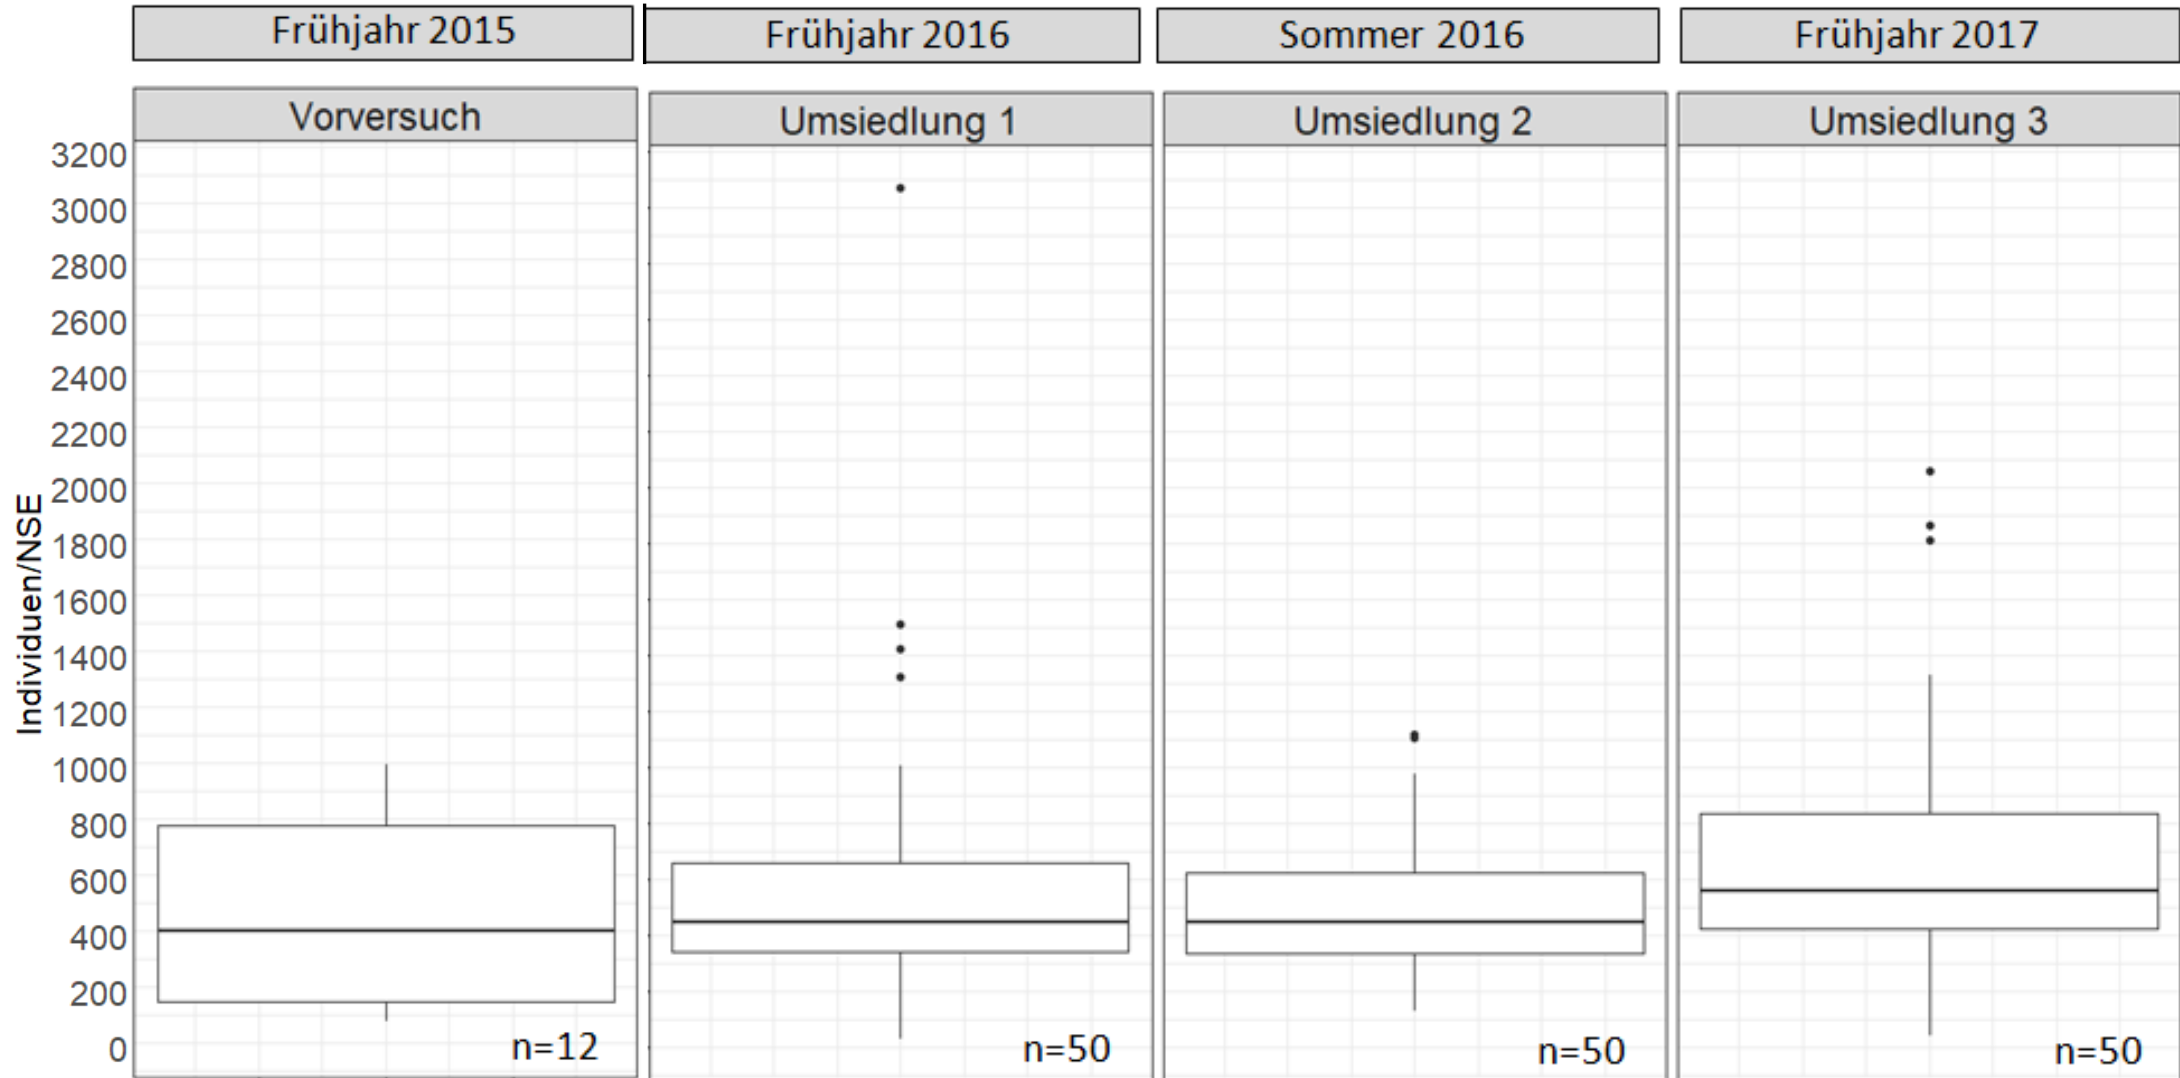 Frühjahr 2015
Frühjahr 2016
Sommer 2016
Frühjahr 2017
Vorversuch
Umsiedlung 1
Umsiedlung 2
Umsiedlung 3
Individuen/NSE
3200
3000
2800
2600
2400
2200
2000
1800
1600
1400
1200
1000
800
600
400
200
0
n=12
n=50
n=50
n=50